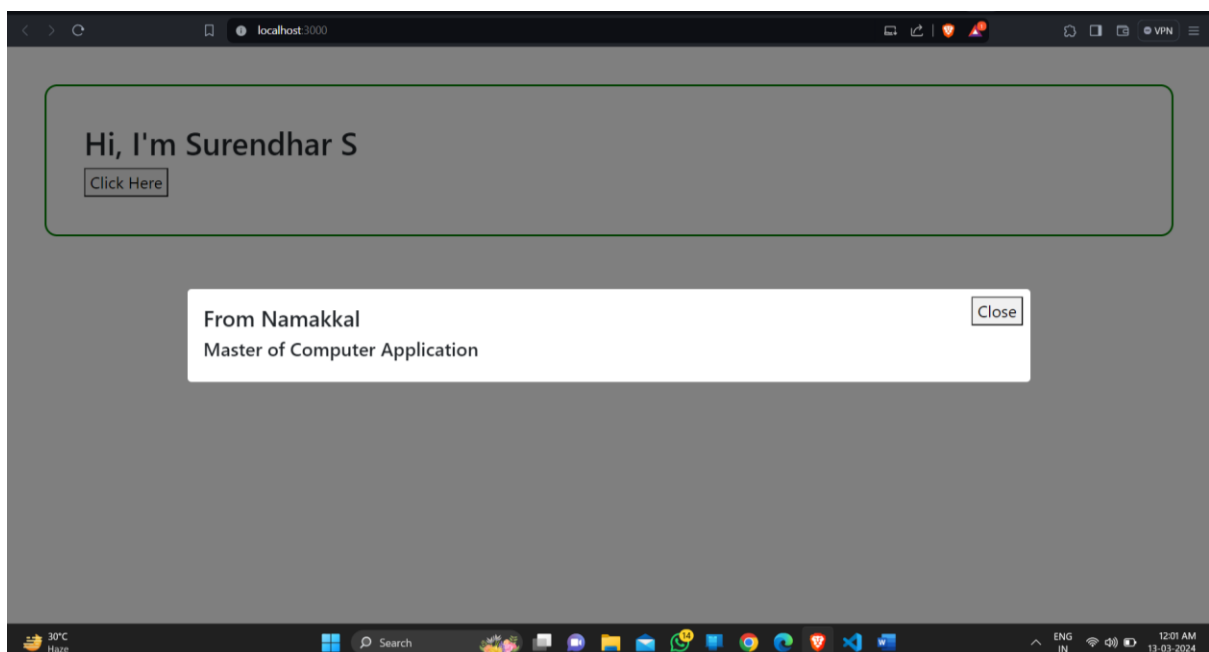 localhost:3000
VPN
Hi, I'm Surendhar S
Click Here
Close
From Namakkal
Master of Computer Application
30°C
Haze
Search
14
ENG
IN
12:01 AM
13-03-2024